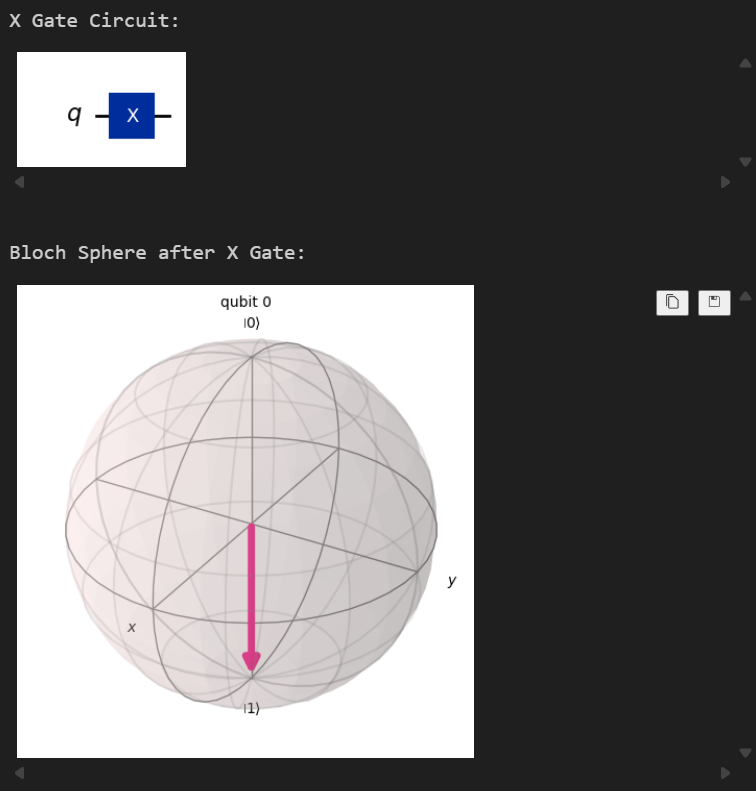 X Gate Circuit:
q
X
Bloch Sphere after X Gate:
qubit 0
|0⟩
y
x
|1⟩